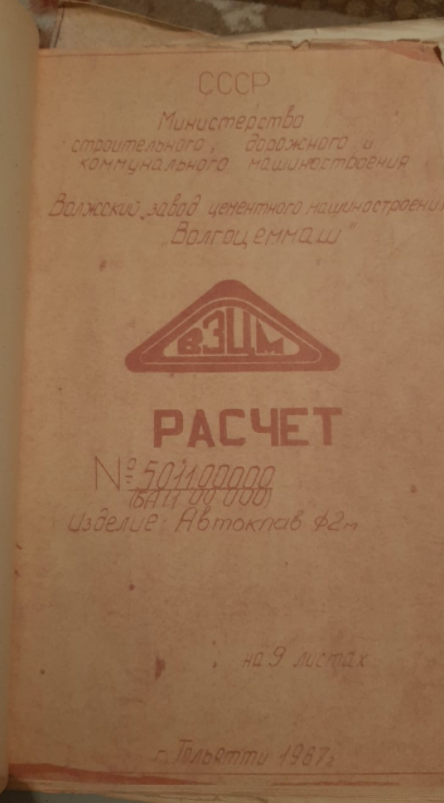 СССР
Министерство
строительного, дорожного и
коммунального машиностроения
Волжский завод цементного машиностроения
„Волгоцеммаш"
ВЗЦМ
РАСЧЕТ
№ 501100000
(БА11 00 000)
Изделие: Автоклав ф2м
на 9 листах
г. Тольятти 1967г